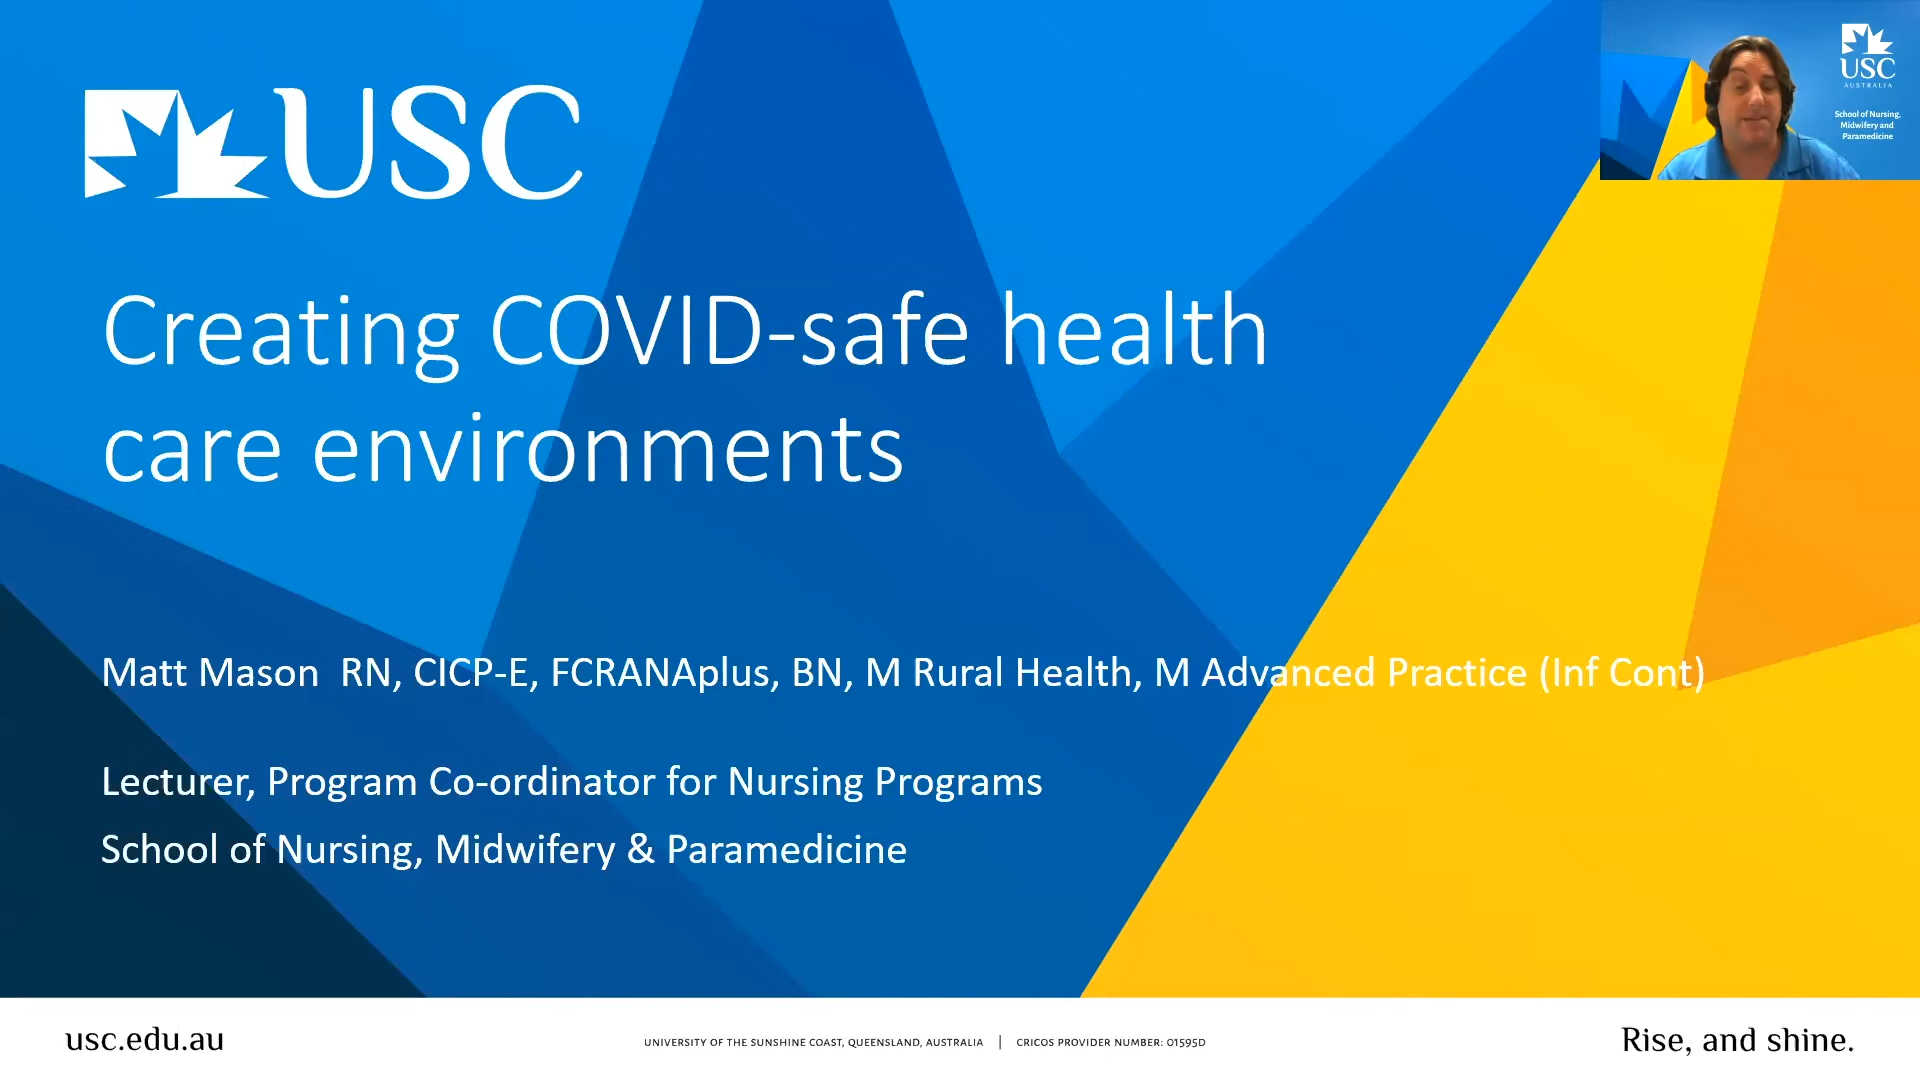 USC
USC
AUSTRALIA
School of Nursing,
Midwifery and
Paramedicine
Creating COVID-safe health
care environments
Matt Mason  RN, CICP-E, FCRANAplus, BN, M Rural Health, M Advanced Practice (Inf Cont)
Lecturer, Program Co-ordinator for Nursing Programs
School of Nursing, Midwifery & Paramedicine
usc.edu.au
UNIVERSITY OF THE SUNSHINE COAST, QUEENSLAND, AUSTRALIA | CRICOS PROVIDER NUMBER: 01595D
Rise, and shine.